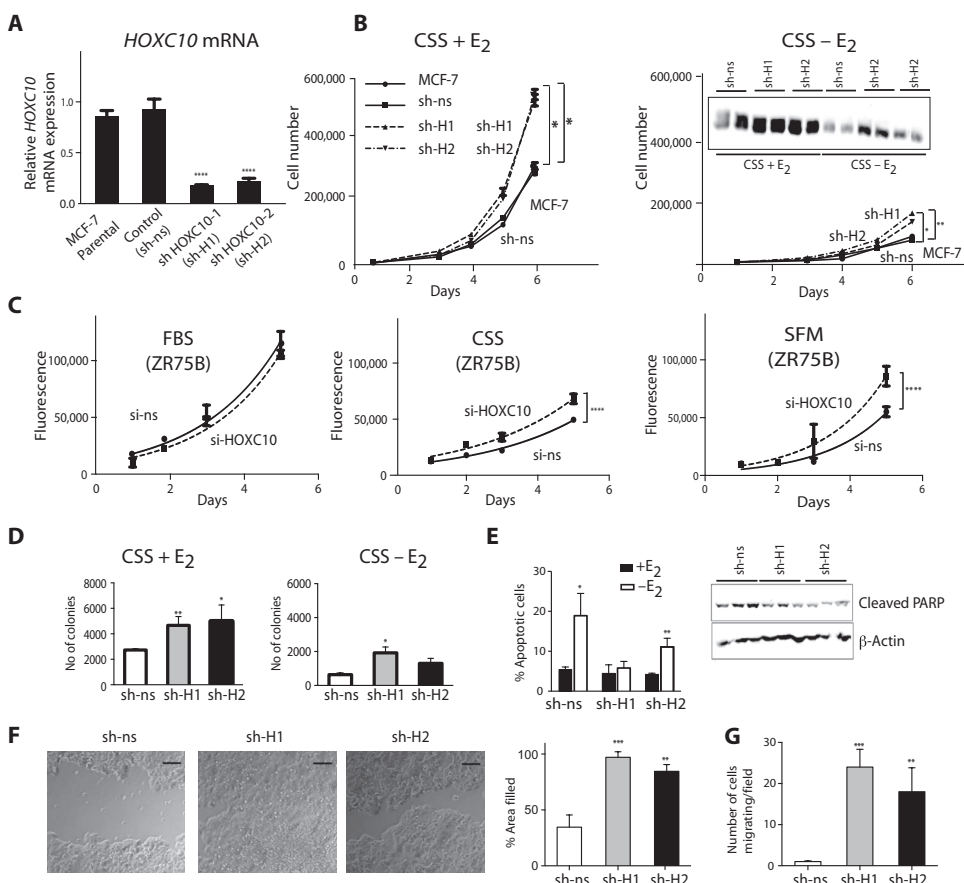 A
HOXC10 mRNA
Relative HOXC10
mRNA expression
1.0
0.5
0.0
****
****
MCF-7
Parental
Control
(sh-ns)
sh HOXC10-1
(sh-H1)
sh HOXC10-2
(sh-H2)
B
CSS + E2
Cell number
600,000
400,000
200,000
0
MCF-7
sh-ns
sh-H1
sh-H2
sh-H1
sh-H2
*
*
MCF-7
sh-ns
0
2
4
6
Days
CSS – E2
Cell number
600,000
400,000
200,000
0
sh-ns
sh-H1
sh-H2
sh-ns
sh-H2
sh-H2
CSS + E2
CSS – E2
sh-H1
sh-H2
*
**
sh-ns
MCF-7
0
2
4
6
Days
C
FBS
(ZR75B)
Fluorescence
100,000
50,000
0
si-ns
si-HOXC10
0
2
4
6
Days
CSS
(ZR75B)
Fluorescence
100,000
50,000
0
si-HOXC10
si-ns
****
0
2
4
6
Days
SFM
(ZR75B)
Fluorescence
100,000
50,000
0
si-HOXC10
si-ns
****
0
2
4
6
Days
D
CSS + E2
No of colonies
8000
6000
4000
2000
0
**
*
sh-ns
sh-H1
sh-H2
CSS – E2
No of colonies
6000
4000
2000
0
*
sh-ns
sh-H1
sh-H2
E
% Apoptotic cells
30
20
10
0
+E2
–E2
*
**
sh-ns
sh-H1
sh-H2
sh-ns
sh-H1
sh-H2
Cleaved PARP
β-Actin
F
sh-ns
sh-H1
sh-H2
% Area filled
100
50
0
***
**
sh-ns
sh-H1
sh-H2
G
Number of cells
migrating/field
30
20
10
0
***
**
sh-ns
sh-H1
sh-H2